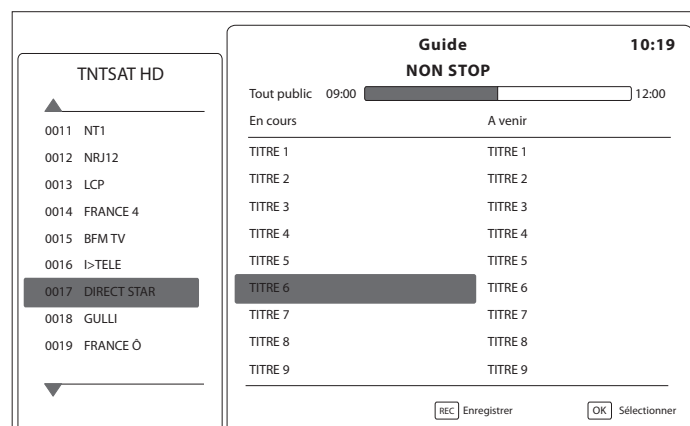 TNTSAT HD
0011 NT1
0012 NRJ12
0013 LCP
0014 FRANCE 4
0015 BFM TV
0016 I>TELE
0017 DIRECT STAR
0018 GULLI
0019 FRANCE Ô
Guide 10:19
NON STOP
Tout public 09:00 12:00
En cours A venir
TITRE 1 TITRE 1
TITRE 2 TITRE 2
TITRE 3 TITRE 3
TITRE 4 TITRE 4
TITRE 5 TITRE 5
TITRE 6 TITRE 6
TITRE 7 TITRE 7
TITRE 8 TITRE 8
TITRE 9 TITRE 9
REC Enregistrer OK Sélectionner